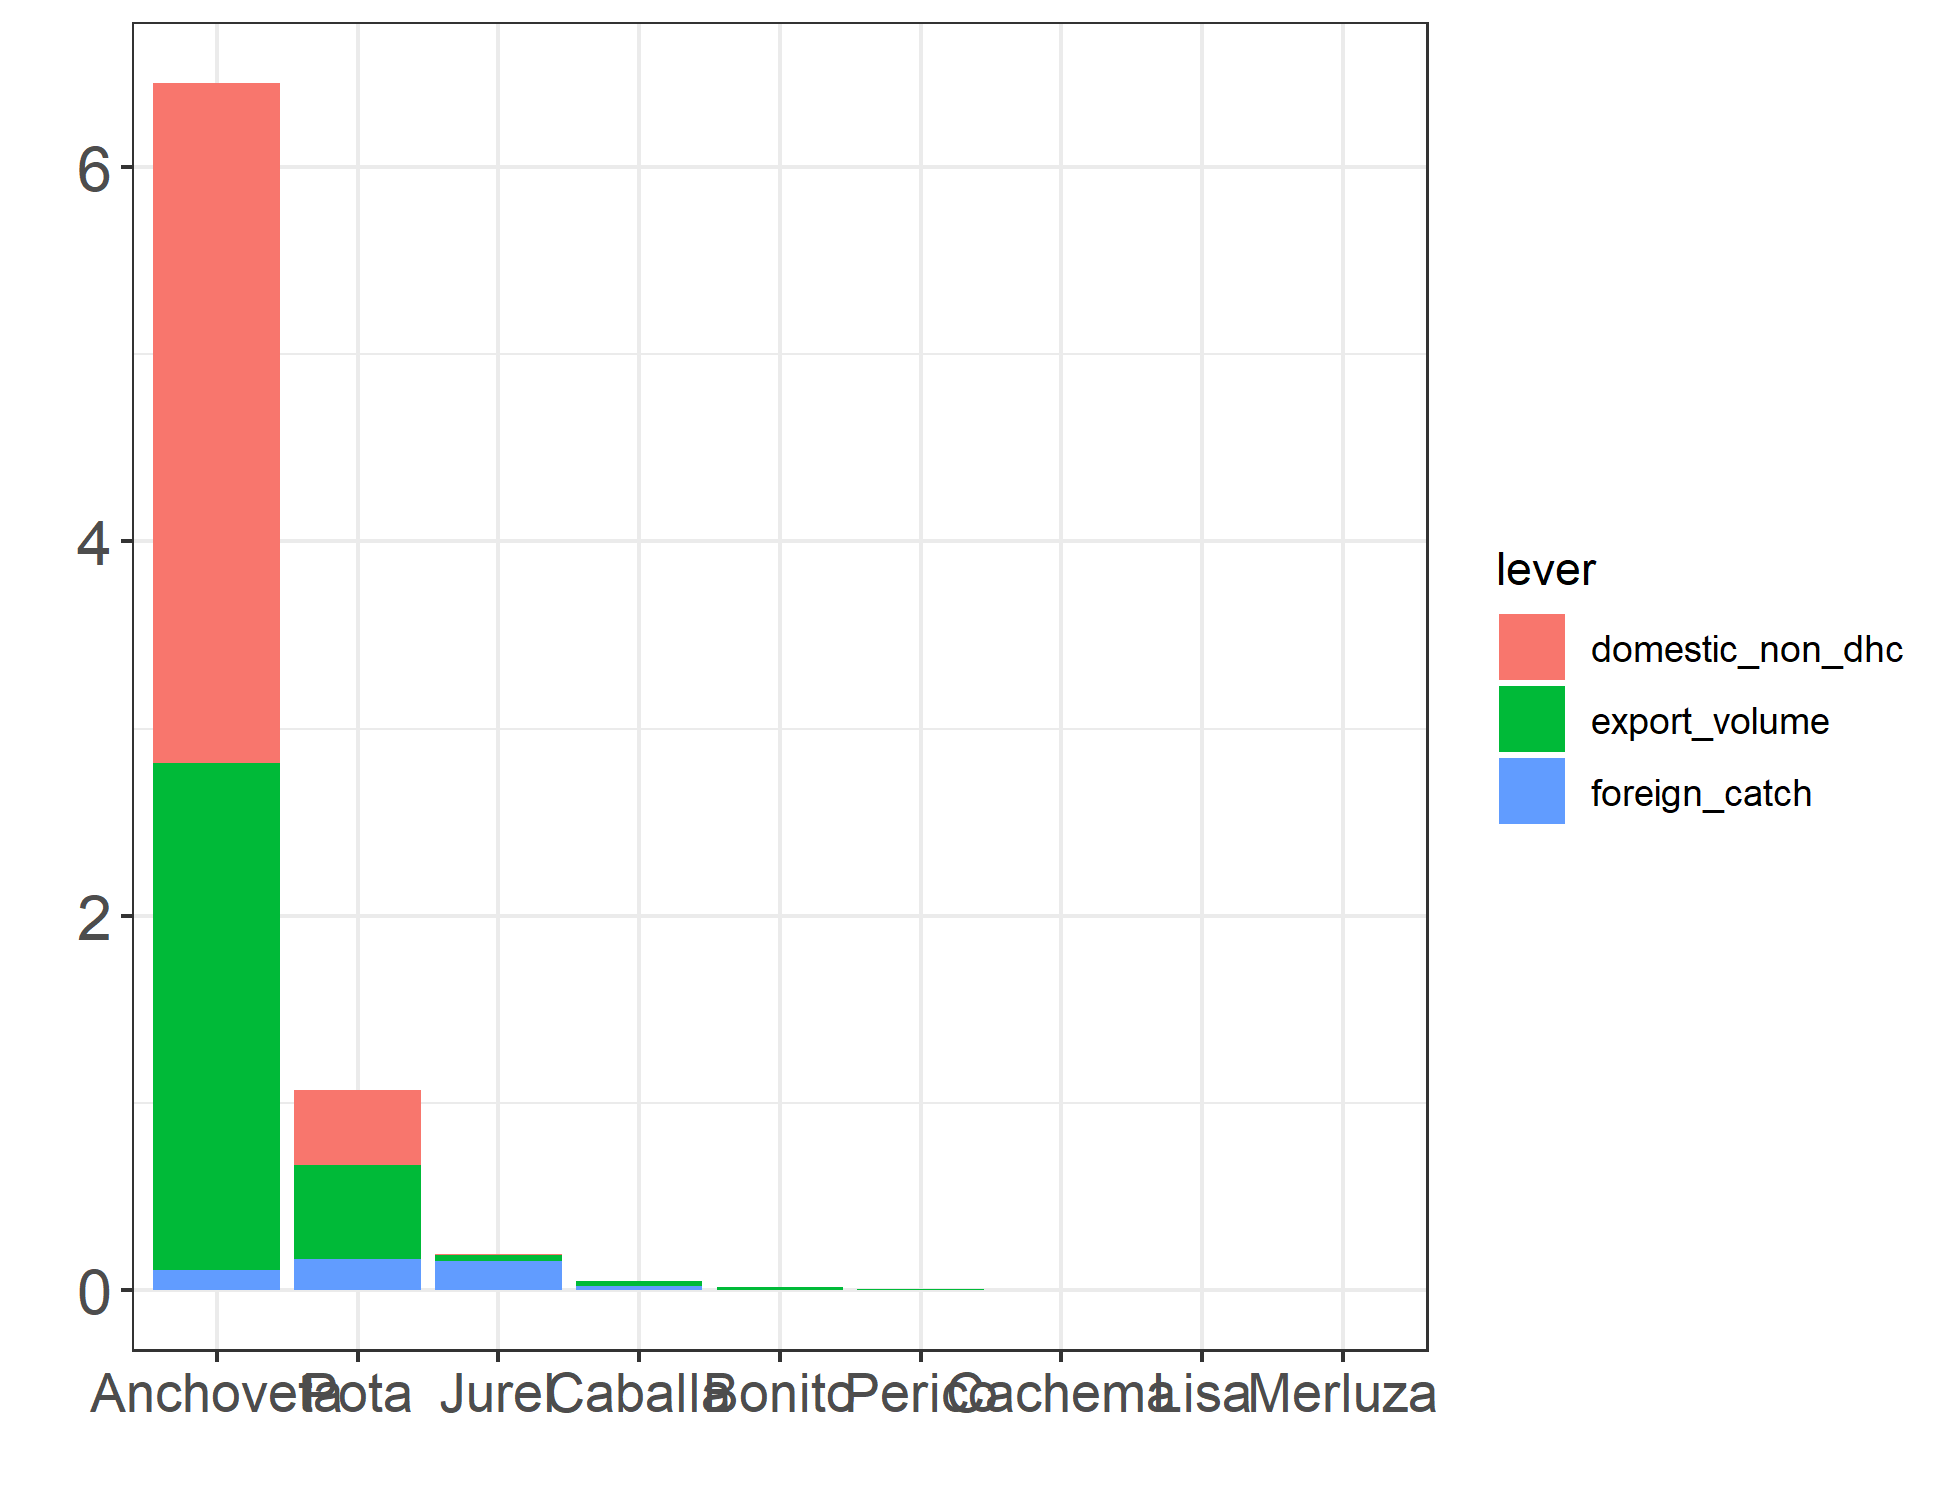 6
4
2
0
Anchoveta Pota Jurel Caballa Bonito Perico Cachema Lisa Merluza
lever
domestic_non_dhc
export_volume
foreign_catch